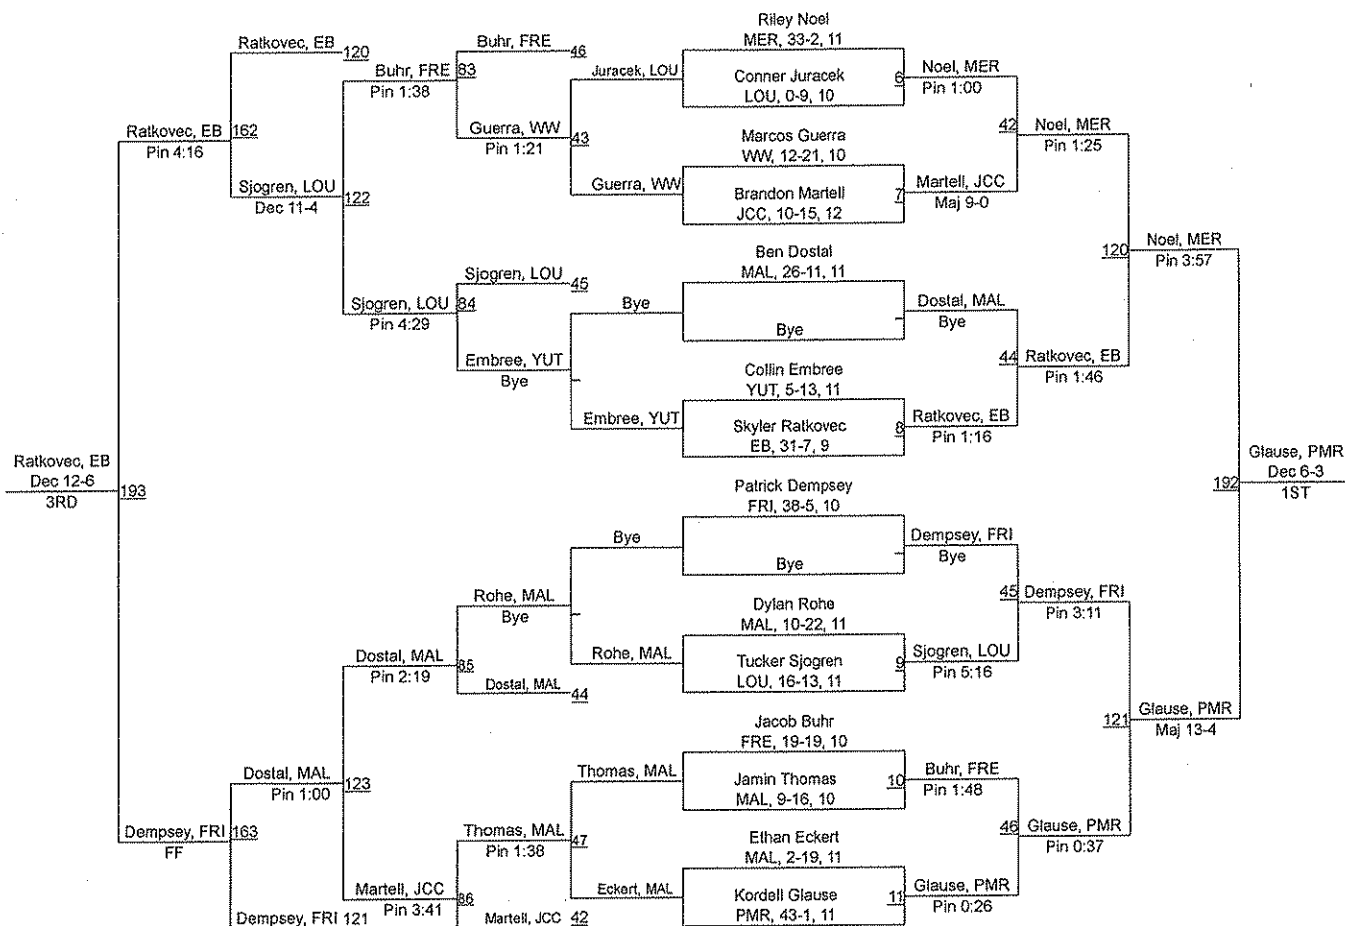 Riley Noel
MER, 33-2, 11
Conner Juracek
LOU, 0-9, 10
6
Marcos Guerra
WW, 12-21, 10
Brandon Martell
JCC, 10-15, 12
7
Ben Dostal
MAL, 26-11, 11
Bye
Collin Embree
YUT, 5-13, 11
Skyler Ratkovec
EB, 31-7, 9
8
Patrick Dempsey
FRI, 38-5, 10
Bye
Dylan Rohe
MAL, 10-22, 11
Tucker Sjogren
LOU, 16-13, 11
9
Jacob Buhr
FRE, 19-19, 10
Jamin Thomas
MAL, 9-16, 10
10
Ethan Eckert
MAL, 2-19, 11
Kordell Glause
PMR, 43-1, 11
11
Noel, MER
Pin 1:00
42
Martell, JCC
Maj 9-0
Dostal, MAL
Bye
44
Ratkovec, EB
Pin 1:16
Dempsey, FRI
Bye
45
Sjogren, LOU
Pin 5:16
Buhr, FRE
Pin 1:48
46
Glause, PMR
Pin 0:26
Noel, MER
Pin 1:25
120
Ratkovec, EB
Pin 1:46
Dempsey, FRI
Pin 3:11
121
Glause, PMR
Pin 0:37
Noel, MER
Pin 3:57
192
Glause, PMR
Maj 13-4
Glause, PMR
Dec 6-3
1ST
Juracek, LOU
43
Guerra, WW
Bye
Embree, YUT
Bye
Rohe, MAL
Thomas, MAL
47
Eckert, MAL
Buhr, FRE
46
83
Guerra, WW
Pin 1:21
Sjogren, LOU
45
84
Embree, YUT
Bye
Rohe, MAL
Bye
85
Dostal, MAL
44
Thomas, MAL
Pin 1:38
86
Martell, JCC
42
Buhr, FRE
Pin 1:38
122
Sjogren, LOU
Pin 4:29
Dostal, MAL
Pin 2:19
123
Martell, JCC
Pin 3:41
Ratkovec, EB
120
162
Sjogren, LOU
Dec 11-4
Dostal, MAL
Pin 1:00
163
Dempsey, FRI
121
Ratkovec, EB
Pin 4:16
193
Dempsey, FRI
FF
Ratkovec, EB
Dec 12-6
3RD